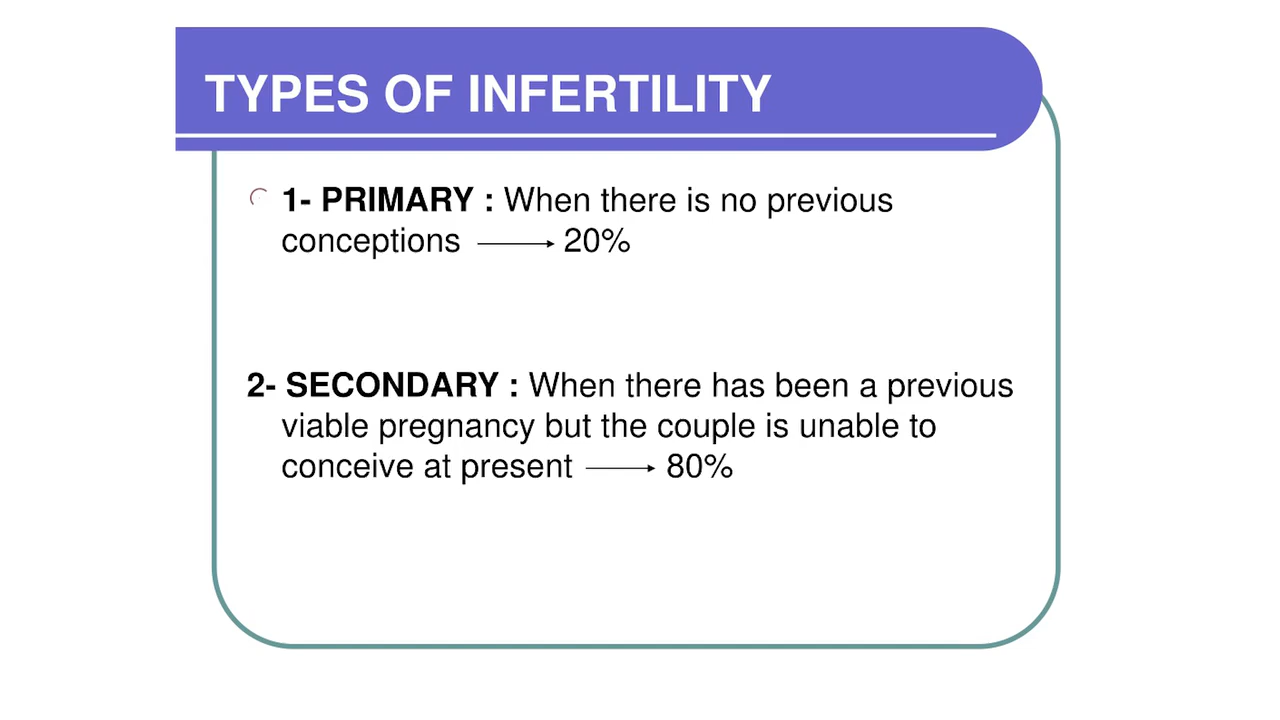 TYPES OF INFERTILITY
1- PRIMARY : When there is no previous
conceptions ⟶ 20%
2- SECONDARY : When there has been a previous
viable pregnancy but the couple is unable to
conceive at present ⟶ 80%